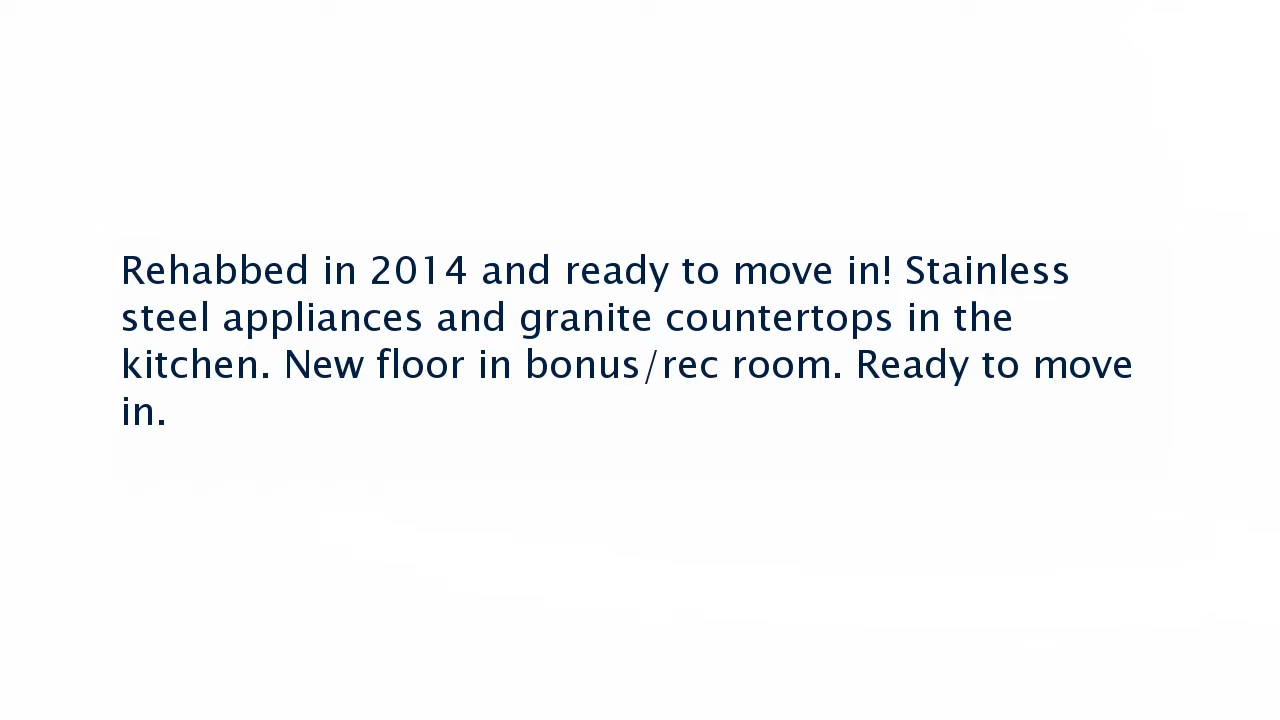 Rehabbed in 2014 and ready to move in! Stainless
steel appliances and granite countertops in the
kitchen. New floor in bonus/rec room. Ready to move
in.